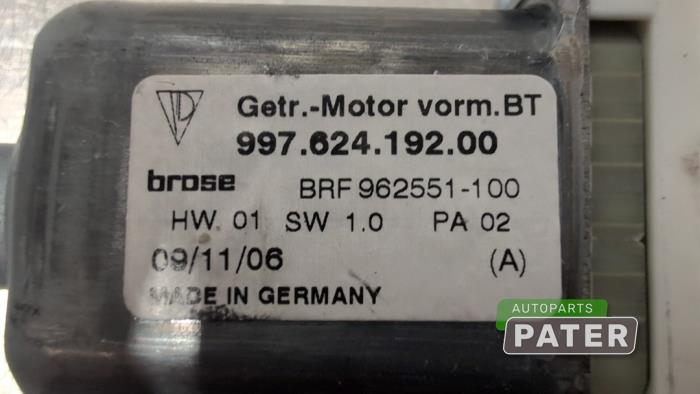 Getr.-Motor vorm.BT
997.624.192.00
brose BRF 962551-100
HW. 01 SW 1.0 PA 02
09/11/06 (A)
MADE IN GERMANY
AUTOPARTS
PATER